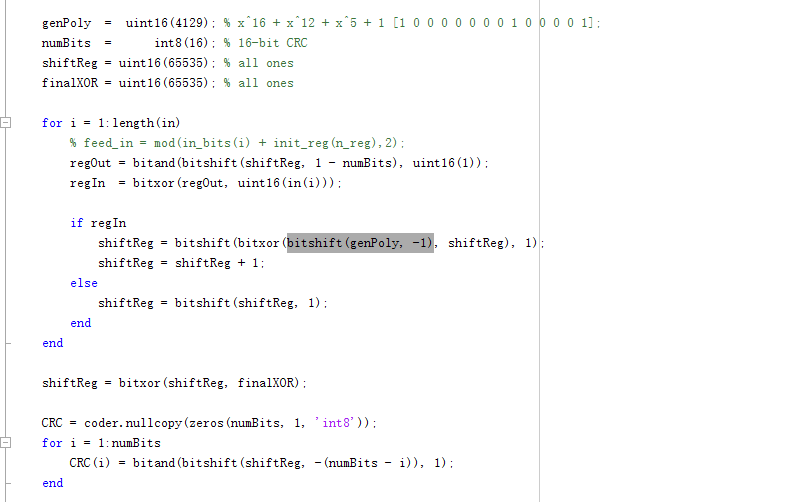 genPoly  =  uint16(4129); % x^16 + x^12 + x^5 + 1 [1 0 0 0 0 0 0 0 1 0 0 0 0 1];
numBits  =      int8(16); % 16-bit CRC
shiftReg = uint16(65535); % all ones
finalXOR = uint16(65535); % all ones
for i = 1:length(in)
    % feed_in = mod(in_bits(i) + init_reg(n_reg),2);
    regOut = bitand(bitshift(shiftReg, 1 - numBits), uint16(1));
    regIn  = bitxor(regOut, uint16(in(i)));
    if regIn
        shiftReg = bitshift(bitxor(bitshift(genPoly, -1), shiftReg), 1);
        shiftReg = shiftReg + 1;
    else
        shiftReg = bitshift(shiftReg, 1);
    end
end
shiftReg = bitxor(shiftReg, finalXOR);
CRC = coder.nullcopy(zeros(numBits, 1, 'int8'));
for i = 1:numBits
    CRC(i) = bitand(bitshift(shiftReg, -(numBits - i)), 1);
end